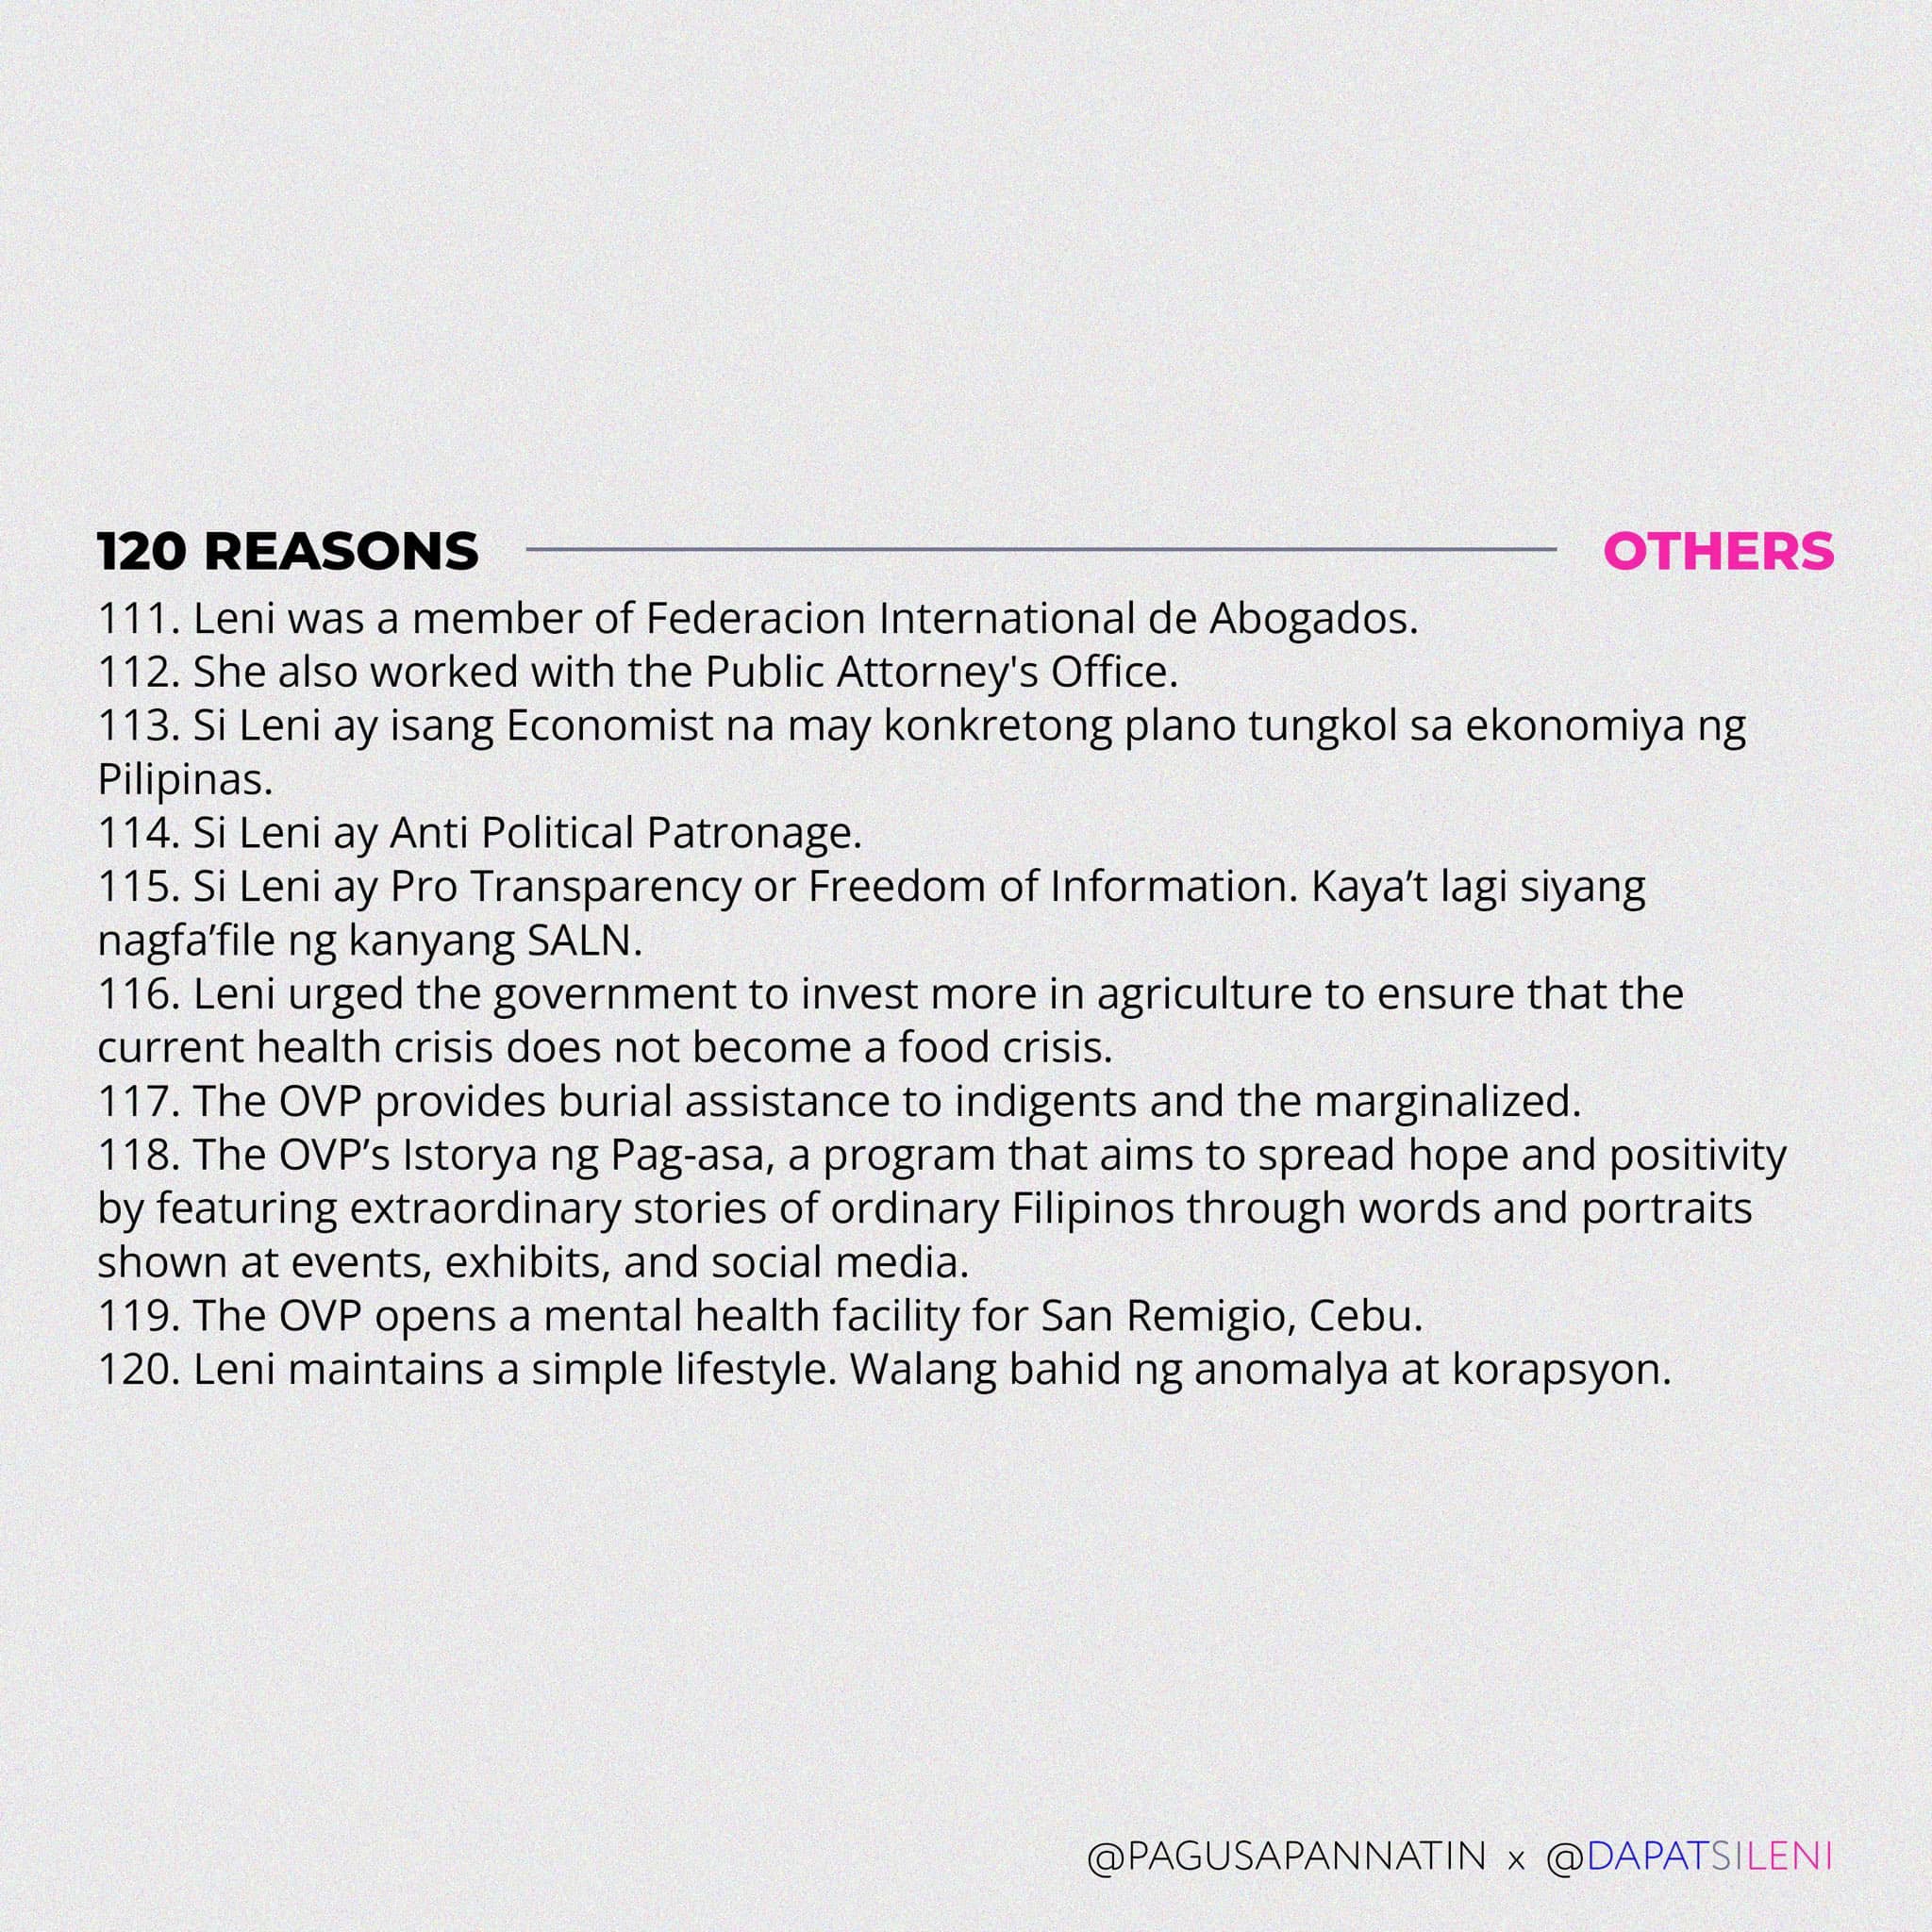 120 REASONS OTHERS
111. Leni was a member of Federacion International de Abogados.
112. She also worked with the Public Attorney's Office.
113. Si Leni ay isang Economist na may konkretong plano tungkol sa ekonomiya ng
Pilipinas.
114. Si Leni ay Anti Political Patronage.
115. Si Leni ay Pro Transparency or Freedom of Information. Kaya’t lagi siyang
nagfa’file ng kanyang SALN.
116. Leni urged the government to invest more in agriculture to ensure that the
current health crisis does not become a food crisis.
117. The OVP provides burial assistance to indigents and the marginalized.
118. The OVP’s Istorya ng Pag-asa, a program that aims to spread hope and positivity
by featuring extraordinary stories of ordinary Filipinos through words and portraits
shown at events, exhibits, and social media.
119. The OVP opens a mental health facility for San Remigio, Cebu.
120. Leni maintains a simple lifestyle. Walang bahid ng anomalya at korapsyon.
@PAGUSAPANNATIN x @DAPATSILENI